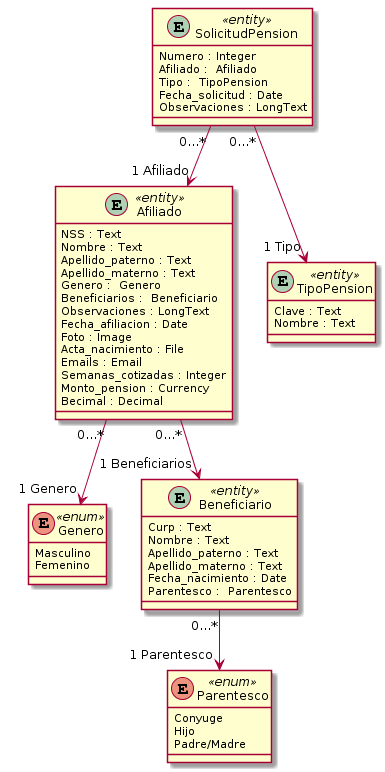 E «entity» SolicitudPension
Numero : Integer
Afiliado :  Afiliado
Tipo :  TipoPension
Fecha_solicitud : Date
Observaciones : LongText
0...*
0...*
1 Afiliado
1 Tipo
E «entity» Afiliado
NSS : Text
Nombre : Text
Apellido_paterno : Text
Apellido_materno : Text
Genero :  Genero
Beneficiarios :  Beneficiario
Observaciones : LongText
Fecha_afiliacion : Date
Foto : Image
Acta_nacimiento : File
Emails : Email
Semanas_cotizadas : Integer
Monto_pension : Currency
Becimal : Decimal
E «entity» TipoPension
Clave : Text
Nombre : Text
0...*
0...*
1 Genero
1 Beneficiarios
E «enum» Genero
Masculino
Femenino
E «entity» Beneficiario
Curp : Text
Nombre : Text
Apellido_paterno : Text
Apellido_materno : Text
Fecha_nacimiento : Date
Parentesco :  Parentesco
0...*
1 Parentesco
E «enum» Parentesco
Conyuge
Hijo
Padre/Madre